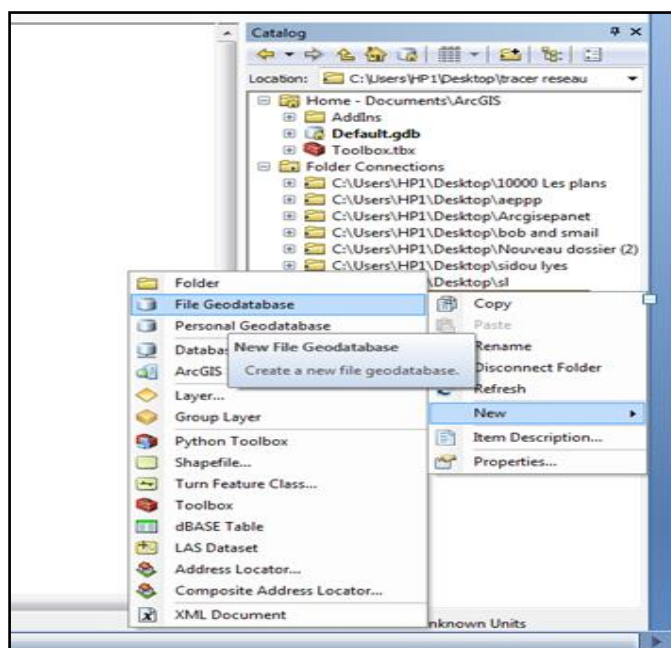 Catalog
Location: C:\Users\HP1\Desktop\tracer reseau
Home - Documents\ArcGIS
AddIns
Default.gdb
Toolbox.tbx
Folder Connections
C:\Users\HP1\Desktop\10000 Les plans
C:\Users\HP1\Desktop\aeppp
C:\Users\HP1\Desktop\Arcgisepanet
C:\Users\HP1\Desktop\bob and smail
C:\Users\HP1\Desktop\Nouveau dossier (2)
C:\Users\HP1\Desktop\sidou lyes
\Desktop\sl
Folder
File Geodatabase
Personal Geodatabase
Databa
ArcGIS
Layer...
Group Layer
Python Toolbox
Shapefile...
Turn Feature Class...
Toolbox
dBASE Table
LAS Dataset
Address Locator...
Composite Address Locator...
XML Document
New File Geodatabase
Create a new file geodatabase.
Copy
Paste
Rename
Disconnect Folder
Refresh
New
Item Description...
Properties...
nknown Units